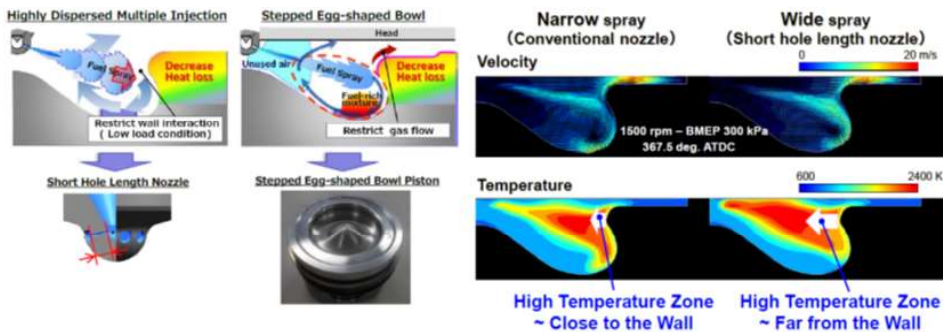 Highly Dispersed Multiple Injection
Fuel Spray
Decrease
Heat loss
Restrict wall interaction
( Low load condition)
Short Hole Length Nozzle
Stepped Egg-shaped Bowl
Head
Unused air
Fuel Spray
Fuel-rich
mixture
Decrease
Heat loss
Restrict gas flow
Stepped Egg-shaped Bowl Piston
Narrow spray
(Conventional nozzle)
Wide spray
(Short hole length nozzle)
Velocity
0
20 m/s
1500 rpm – BMEP 300 kPa
367.5 deg. ATDC
Temperature
600
2400 K
High Temperature Zone
~ Close to the Wall
High Temperature Zone
~ Far from the Wall